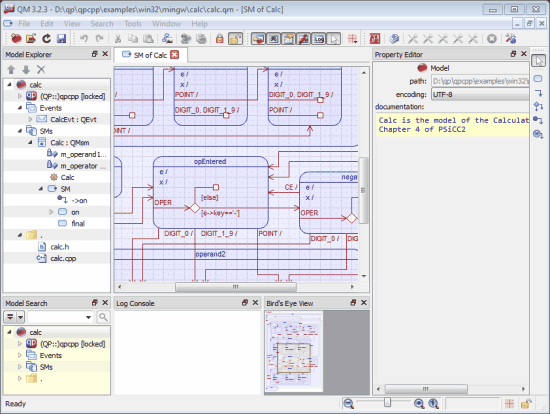 QM 3.2.3 - D:\qp\qpcpp\examples\win32\mingw\calc\calc.qm - [SM of Calc]
File Edit View Search Tools Window Help
Model Explorer
calc
{QP::}qpcpp [locked]
Events
CalcEvt : QEvt
SMs
Calc : QMsm
m_operand1
m_operator ...
Calc
SM
->on
on
final
.
calc.h
calc.cpp
SM of Calc
e /
x /
POINT /
DIGIT_0, DIGIT_1_9 /
POINT /
e /
x /
DIGIT_0, DIGIT_1_9 /
POINT /
opEntered
e /
x /
[else]
OPER
[e->key=='-']
CE /
nega
e /
x /
OPER
DIGIT_0 /
DIGIT_1_9 /
POINT /
DIGIT_0 /
DIGIT
operand2
Property Editor
Model
path:
D:\qp\qpcpp\examples\win32\
encoding:
UTF-8
documentation:
Calc is the model of the Calculat
Chapter 4 of PSiCC2
Model Search
calc
{QP::}qpcpp [locked]
Events
SMs
.
Log Console
Bird's Eye View
Ready